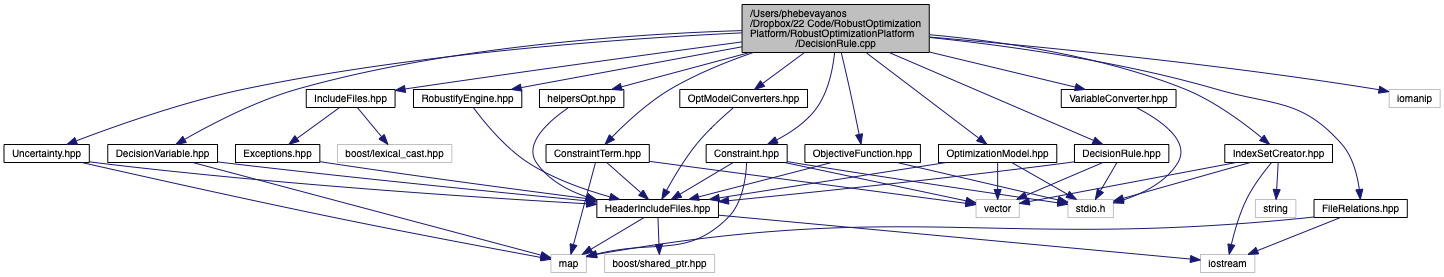 /Users/phebevayanos
/Dropbox/22 Code/RobustOptimization
Platform/RobustOptimizationPlatform
/DecisionRule.cpp
IncludeFiles.hpp
RobustifyEngine.hpp
helpersOpt.hpp
OptModelConverters.hpp
VariableConverter.hpp
iomanip
Uncertainty.hpp
DecisionVariable.hpp
Exceptions.hpp
boost/lexical_cast.hpp
ConstraintTerm.hpp
Constraint.hpp
ObjectiveFunction.hpp
OptimizationModel.hpp
DecisionRule.hpp
IndexSetCreator.hpp
HeaderIncludeFiles.hpp
vector
stdio.h
string
FileRelations.hpp
map
boost/shared_ptr.hpp
iostream